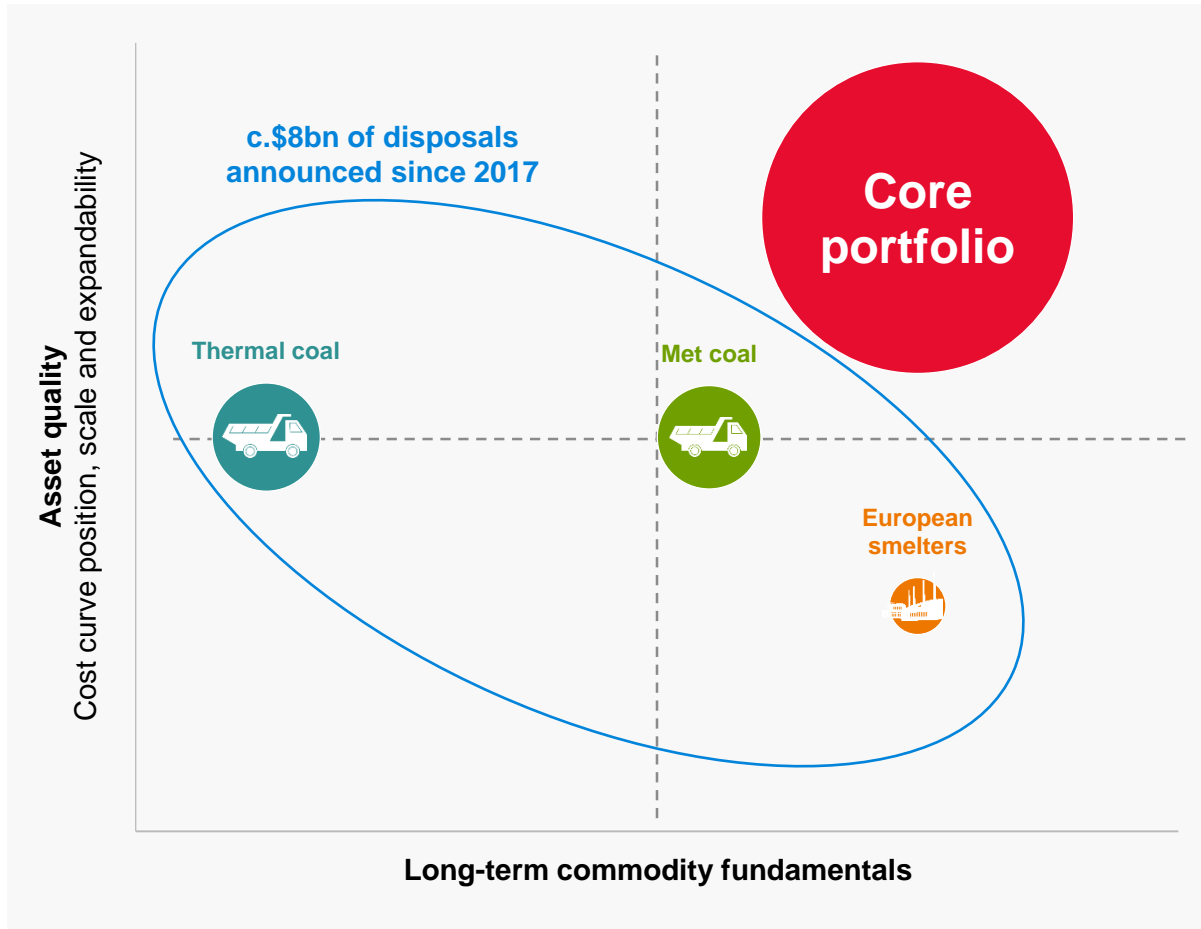 c.$8bn of disposals
announced since 2017
Core
portfolio
Thermal coal
Met coal
European
smelters
Asset quality
Cost curve position, scale and expandability
Long-term commodity fundamentals